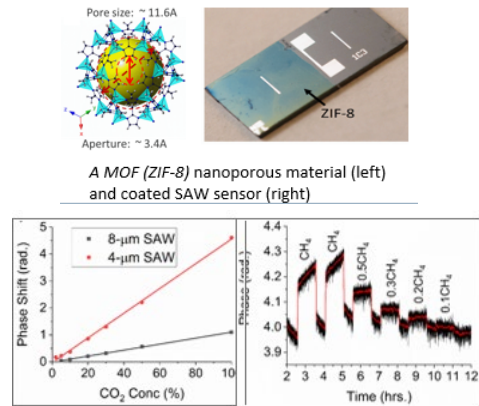 Pore size: ~ 11.6A
Aperture: ~ 3.4A
1C3
ZIF-8
A MOF (ZIF-8) nanoporous material (left)
and coated SAW sensor (right)
Phase Shift (rad.)
5
4
3
2
1
0
8-μm SAW
4-μm SAW
0 20 40 60 80 100
CO₂ Conc (%)
(rad.)
4.4
4.3
4.2
4.1
4.0
3.9
CH₄
CH₄
0.5CH₄
0.3CH₄
0.2CH₄
0.1CH₄
2 3 4 5 6 7 8 9 10 11 12
Time (hrs.)